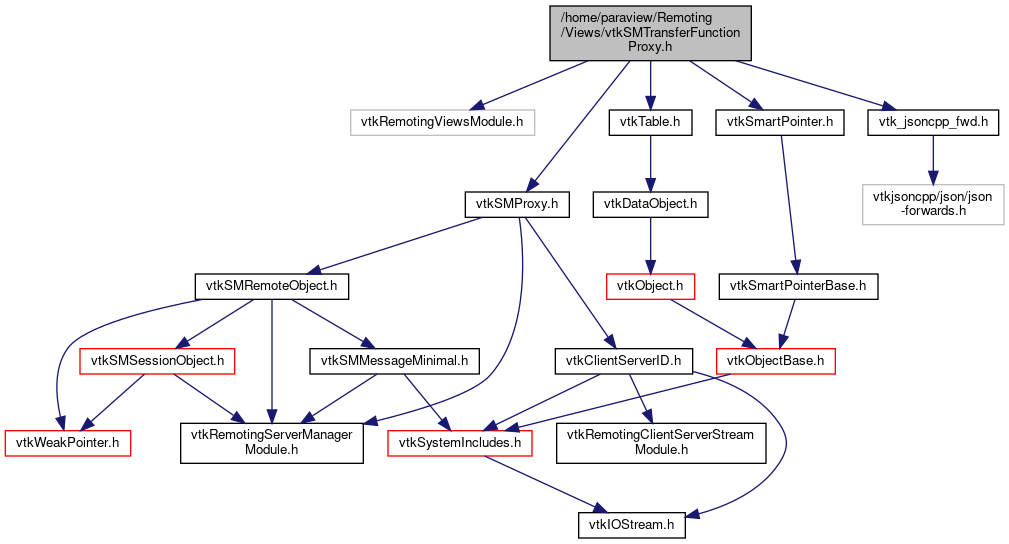 /home/paraview/Remoting
/Views/vtkSMTransferFunction
Proxy.h
vtkRemotingViewsModule.h
vtkTable.h
vtkSmartPointer.h
vtk_jsoncpp_fwd.h
vtkSMProxy.h
vtkDataObject.h
vtkjsoncpp/json/json
-forwards.h
vtkSMRemoteObject.h
vtkObject.h
vtkSmartPointerBase.h
vtkSMSessionObject.h
vtkSMMessageMinimal.h
vtkClientServerID.h
vtkObjectBase.h
vtkWeakPointer.h
vtkRemotingServerManager
Module.h
vtkSystemIncludes.h
vtkRemotingClientServerStream
Module.h
vtkIOStream.h